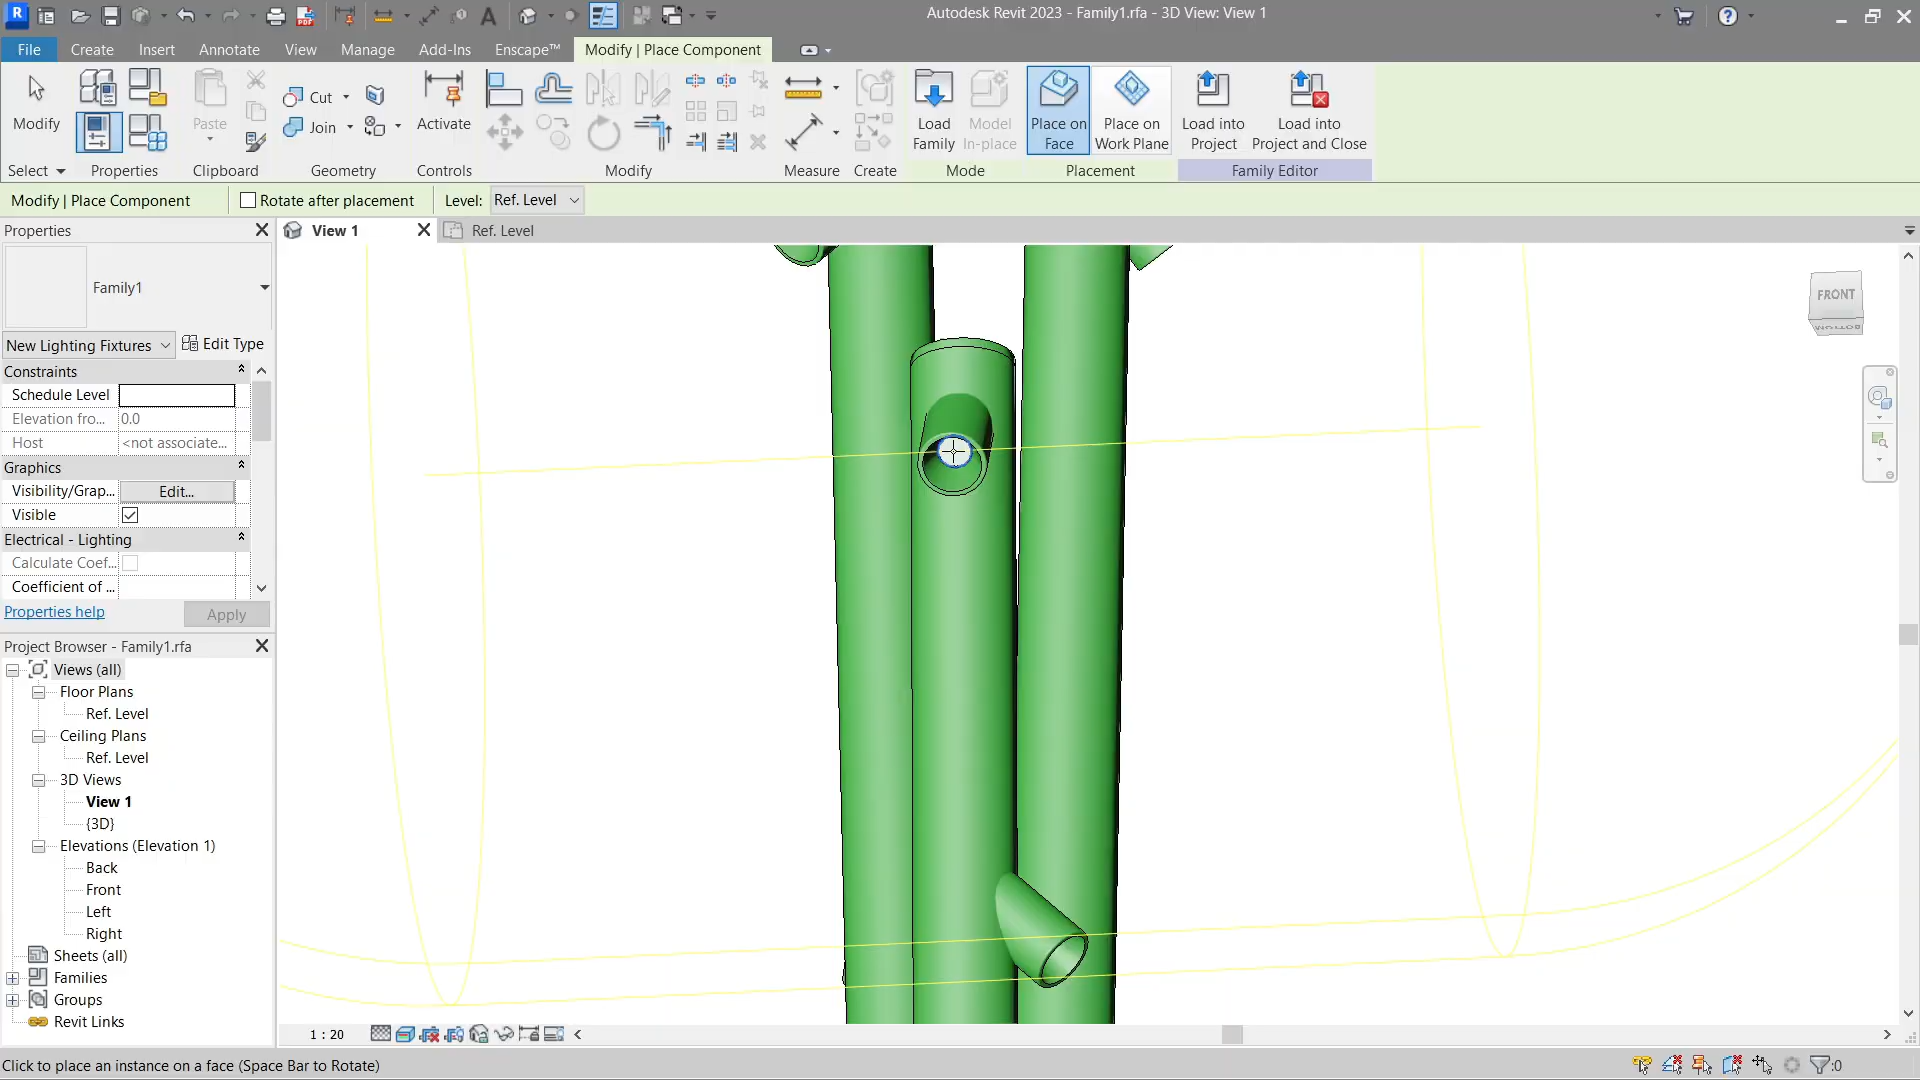 Autodesk Revit 2023 - Family1.rfa - 3D View: View 1
File Create Insert Annotate View Manage Add-Ins Enscape™ Modify | Place Component
Modify Paste Cut Join Activate Load Family Model In-place Place on Face Place on Work Plane Load into Project Load into Project and Close
Select Properties Clipboard Geometry Controls Modify Measure Create Mode Placement Family Editor
Modify | Place Component Rotate after placement Level: Ref. Level
Properties View 1 Ref. Level
Family1
New Lighting Fixtures Edit Type
Constraints
Schedule Level
Elevation fro... 0.0
Host <not associate...
Graphics
Visibility/Grap... Edit...
Visible
Electrical - Lighting
Calculate Coef...
Coefficient of ...
Properties help Apply
Project Browser - Family1.rfa
Views (all)
Floor Plans
Ref. Level
Ceiling Plans
Ref. Level
3D Views
View 1
{3D}
Elevations (Elevation 1)
Back
Front
Left
Right
Sheets (all)
Families
Groups
Revit Links
FRONT
BOTTOM
1 : 20
Click to place an instance on a face (Space Bar to Rotate)
:0